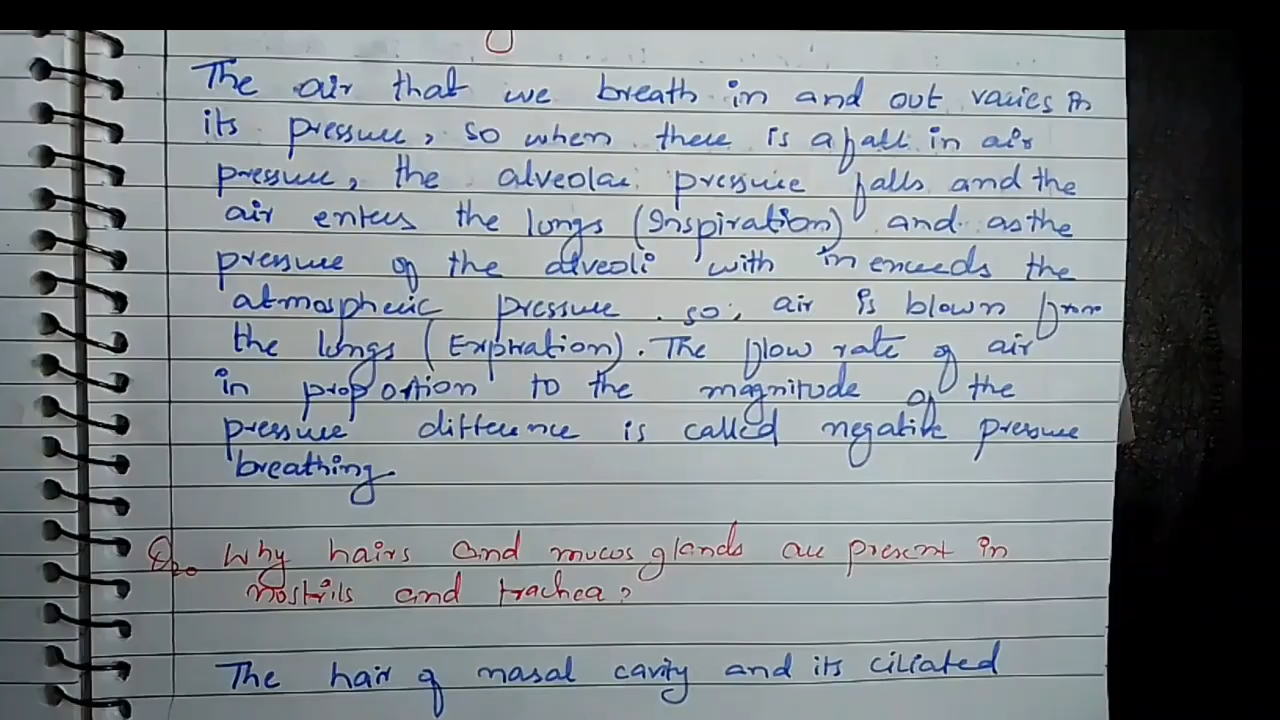 The air that we breath in and out varies in
its pressure, so when there is a fall in air
pressure, the alveolar pressure falls and the
air enters the lungs (Inspiration) and as the
pressure of the alveoli with in exceeds the
atmospheric pressure. so, air is blown from
the lungs (Expiration). The flow rate of air
in proportion to the magnitude of the
pressure difference is called negative pressure
breathing.
Q2. Why hairs and mucos glands are present in
nostrils and trachea?
The hair of nasal cavity and its ciliated